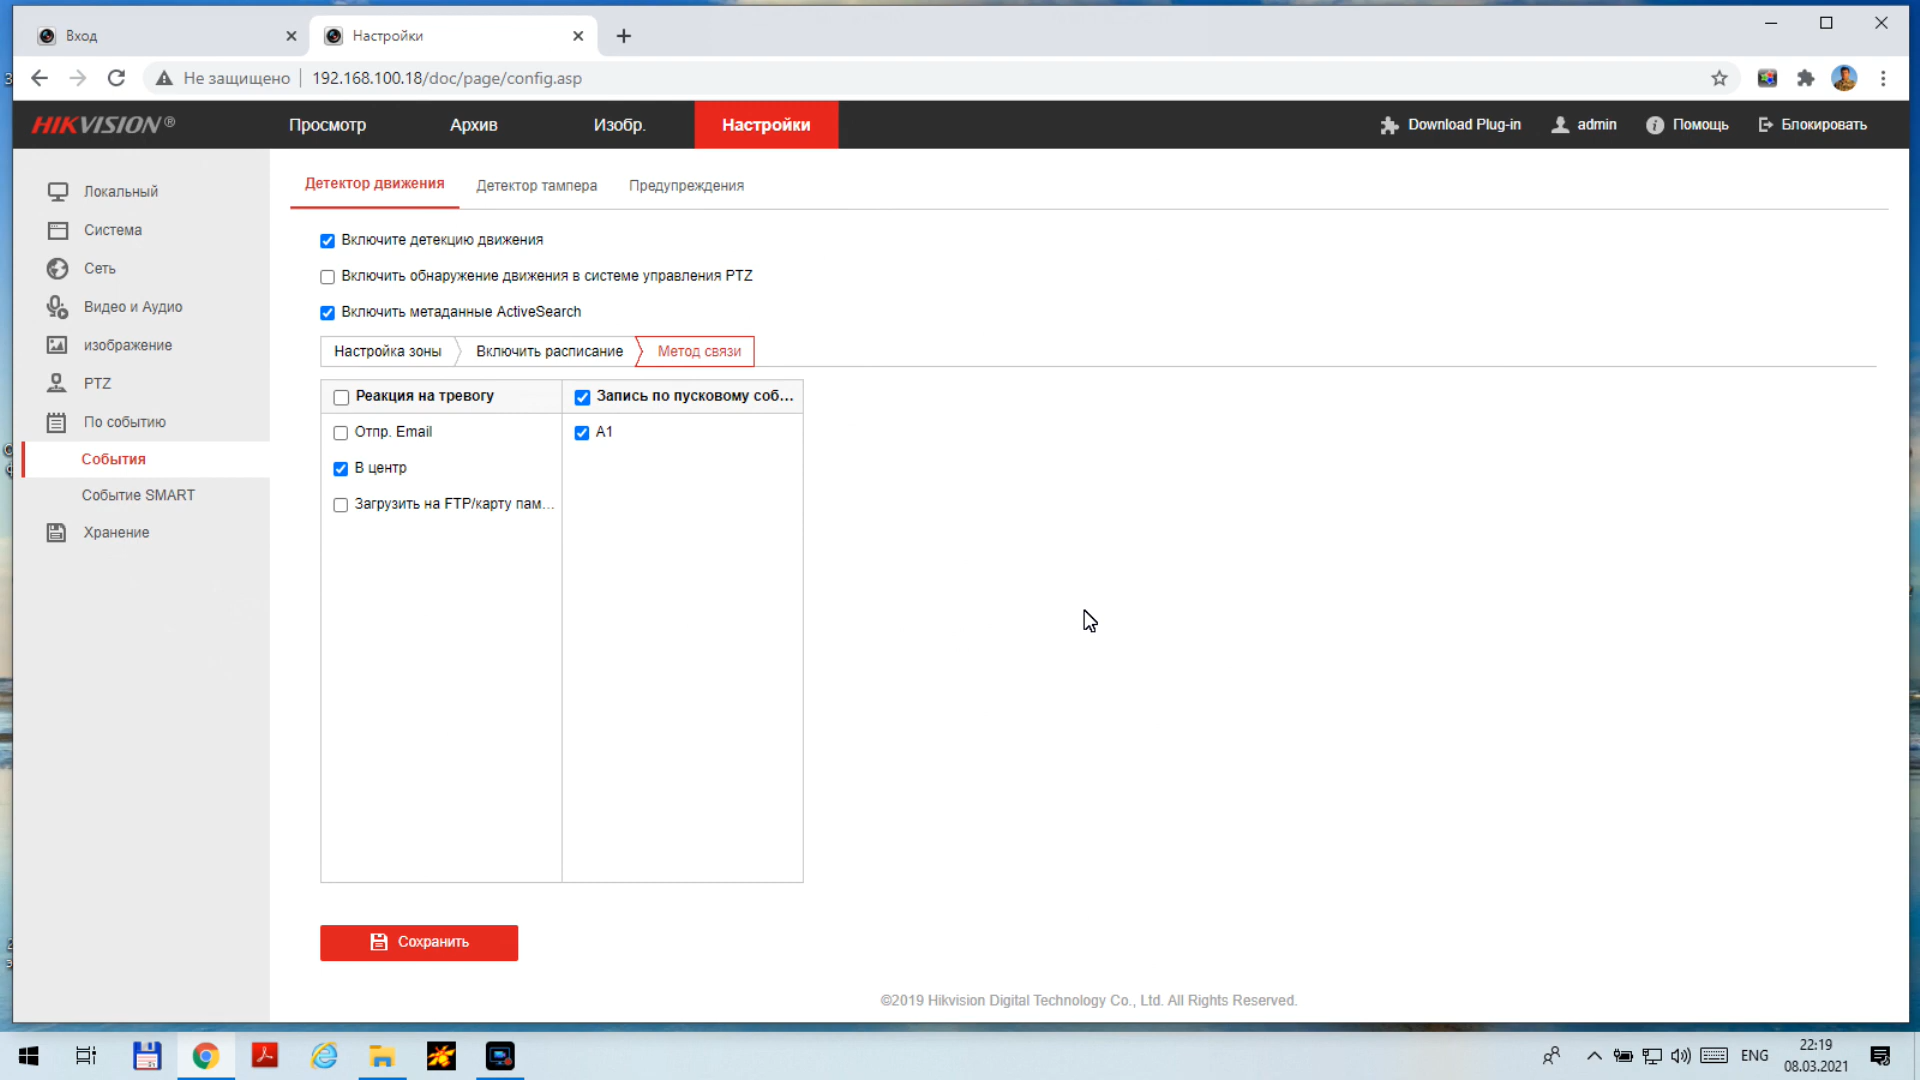 Вход
Настройки
Не защищено
192.168.100.18/doc/page/config.asp
HIKVISION®
Просмотр
Архив
Изобр.
Настройки
Download Plug-in
admin
Помощь
Блокировать
Локальный
Система
Сеть
Видео и Аудио
изображение
PTZ
По событию
События
Событие SMART
Хранение
Детектор движения
Детектор тампера
Предупреждения
Включите детекцию движения
Включить обнаружение движения в системе управления PTZ
Включить метаданные ActiveSearch
Настройка зоны
Включить расписание
Метод связи
Реакция на тревогу
Запись по пусковому соб...
Отпр. Email
A1
В центр
Загрузить на FTP/карту пам...
Сохранить
©2019 Hikvision Digital Technology Co., Ltd. All Rights Reserved.
ENG
22:19
08.03.2021